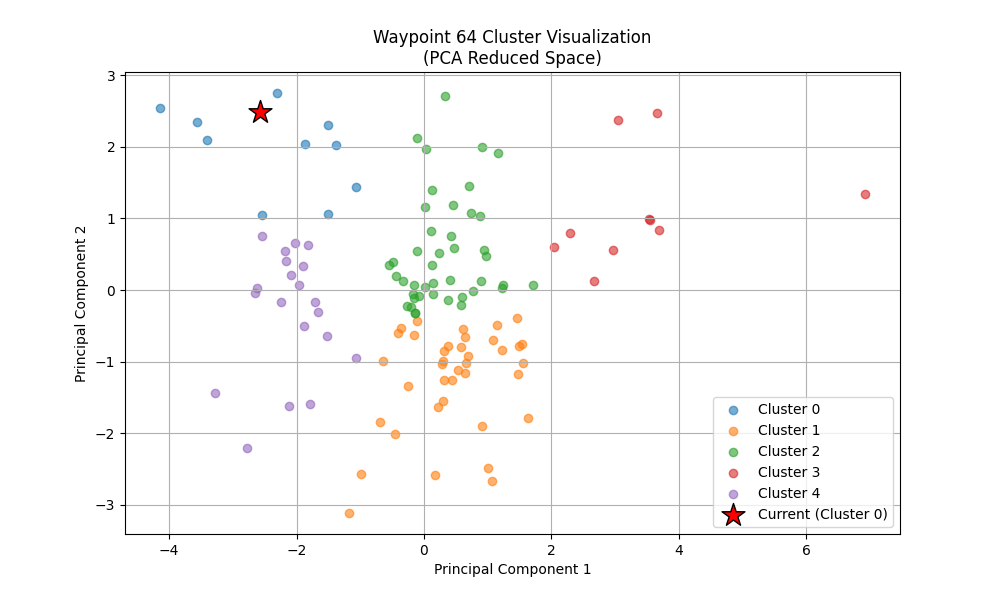 Waypoint 64 Cluster Visualization
(PCA Reduced Space)
Principal Component 2
3
2
1
0
−1
−2
−3
Cluster 0
Cluster 1
Cluster 2
Cluster 3
Cluster 4
Current (Cluster 0)
−4 −2 0 2 4 6
Principal Component 1